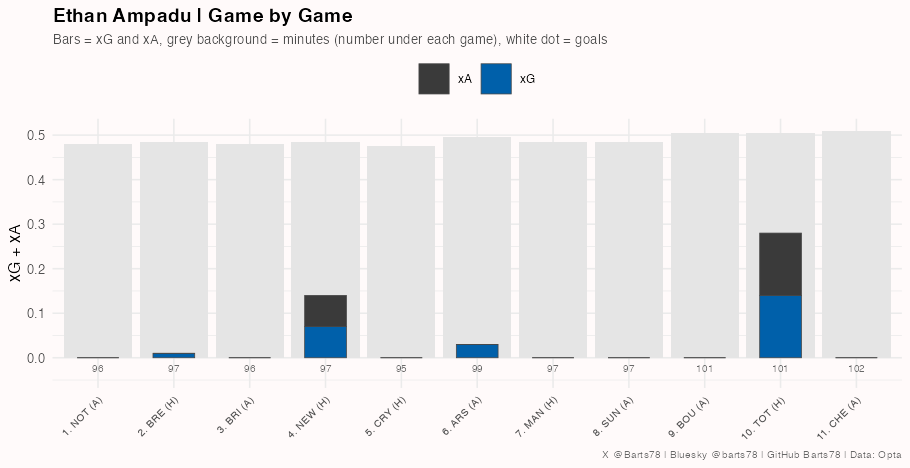 Ethan Ampadu | Game by Game
Bars = xG and xA, grey background = minutes (number under each game), white dot = goals
xA xG
xG + xA
0.5
0.4
0.3
0.2
0.1
0.0
96 97 96 97 95 99 97 97 101 101 102
1. NOT (A)
2. BRE (H)
3. BRI (A)
4. NEW (H)
5. CRY (H)
6. ARS (A)
7. MAN (H)
8. SUN (A)
9. BOU (A)
10. TOT (H)
11. CHE (A)
X @Barts78 | Bluesky @barts78 | GitHub Barts78 | Data: Opta